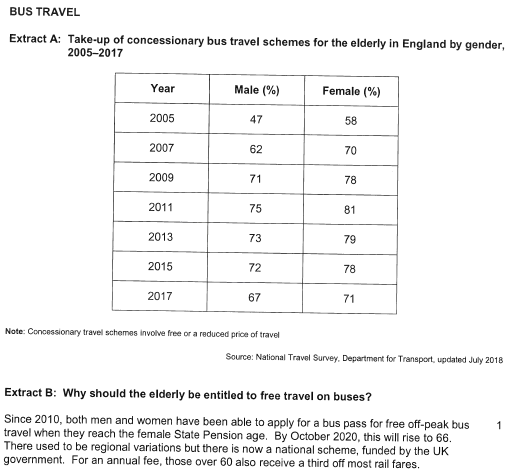 BUS TRAVEL
Extract A: Take-up of concessionary bus travel schemes for the elderly in England by gender,
2005–2017
Year Male (%) Female (%)
2005 47 58
2007 62 70
2009 71 78
2011 75 81
2013 73 79
2015 72 78
2017 67 71
Note: Concessionary travel schemes involve free or a reduced price of travel
Source: National Travel Survey, Department for Transport, updated July 2018
Extract B: Why should the elderly be entitled to free travel on buses?
Since 2010, both men and women have been able to apply for a bus pass for free off-peak bus 1
travel when they reach the female State Pension age. By October 2020, this will rise to 66.
There used to be regional variations but there is now a national scheme, funded by the UK
government. For an annual fee, those over 60 also receive a third off most rail fares.